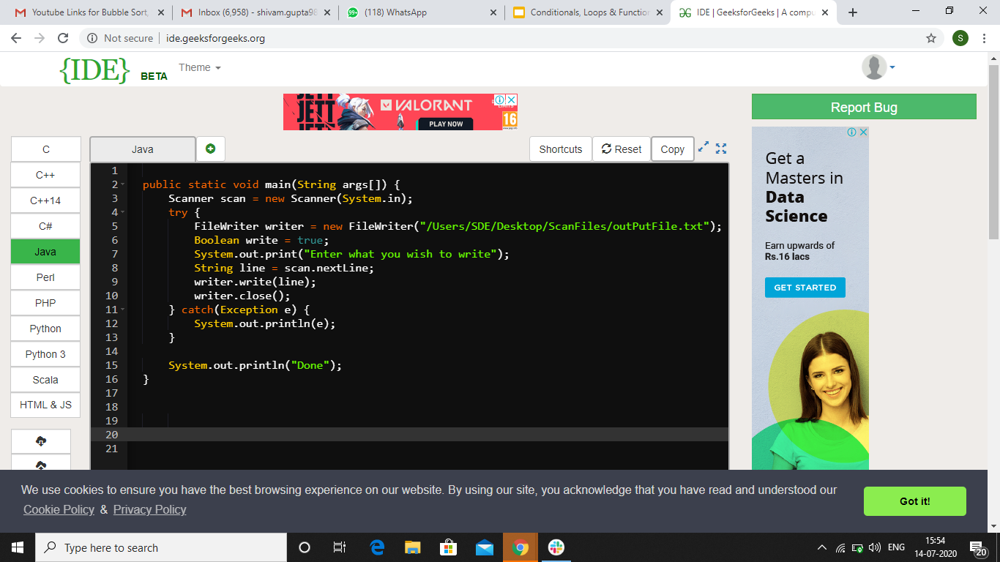 Youtube Links for Bubble Sort,
Inbox (6,958) - shivam.gupta98
99+
(118) WhatsApp
Conditionals, Loops & Function
IDE | GeeksforGeeks | A compu
Not secure
ide.geeksforgeeks.org
S
{IDE} BETA
Theme
JETT
JETT
JETT
VALORANT
PLAY NOW
16
Report Bug
C
C++
C++14
C#
Java
Perl
PHP
Python
Python 3
Scala
HTML & JS
Java
Shortcuts
Reset
Copy
1
2 public static void main(String args[]) {
3 Scanner scan = new Scanner(System.in);
4 try {
5 FileWriter writer = new FileWriter("/Users/SDE/Desktop/ScanFiles/outPutFile.txt");
6 Boolean write = true;
7 System.out.print("Enter what you wish to write");
8 String line = scan.nextLine;
9 writer.write(line);
10 writer.close();
11 } catch(Exception e) {
12 System.out.println(e);
13 }
14
15 System.out.println("Done");
16 }
17
18
19
20
21
Get a
Masters in
Data
Science
Earn upwards of
Rs.16 lacs
GET STARTED
We use cookies to ensure you have the best browsing experience on our website. By using our site, you acknowledge that you have read and understood our
Cookie Policy & Privacy Policy
Got it!
Type here to search
ENG
15:54
14-07-2020
20